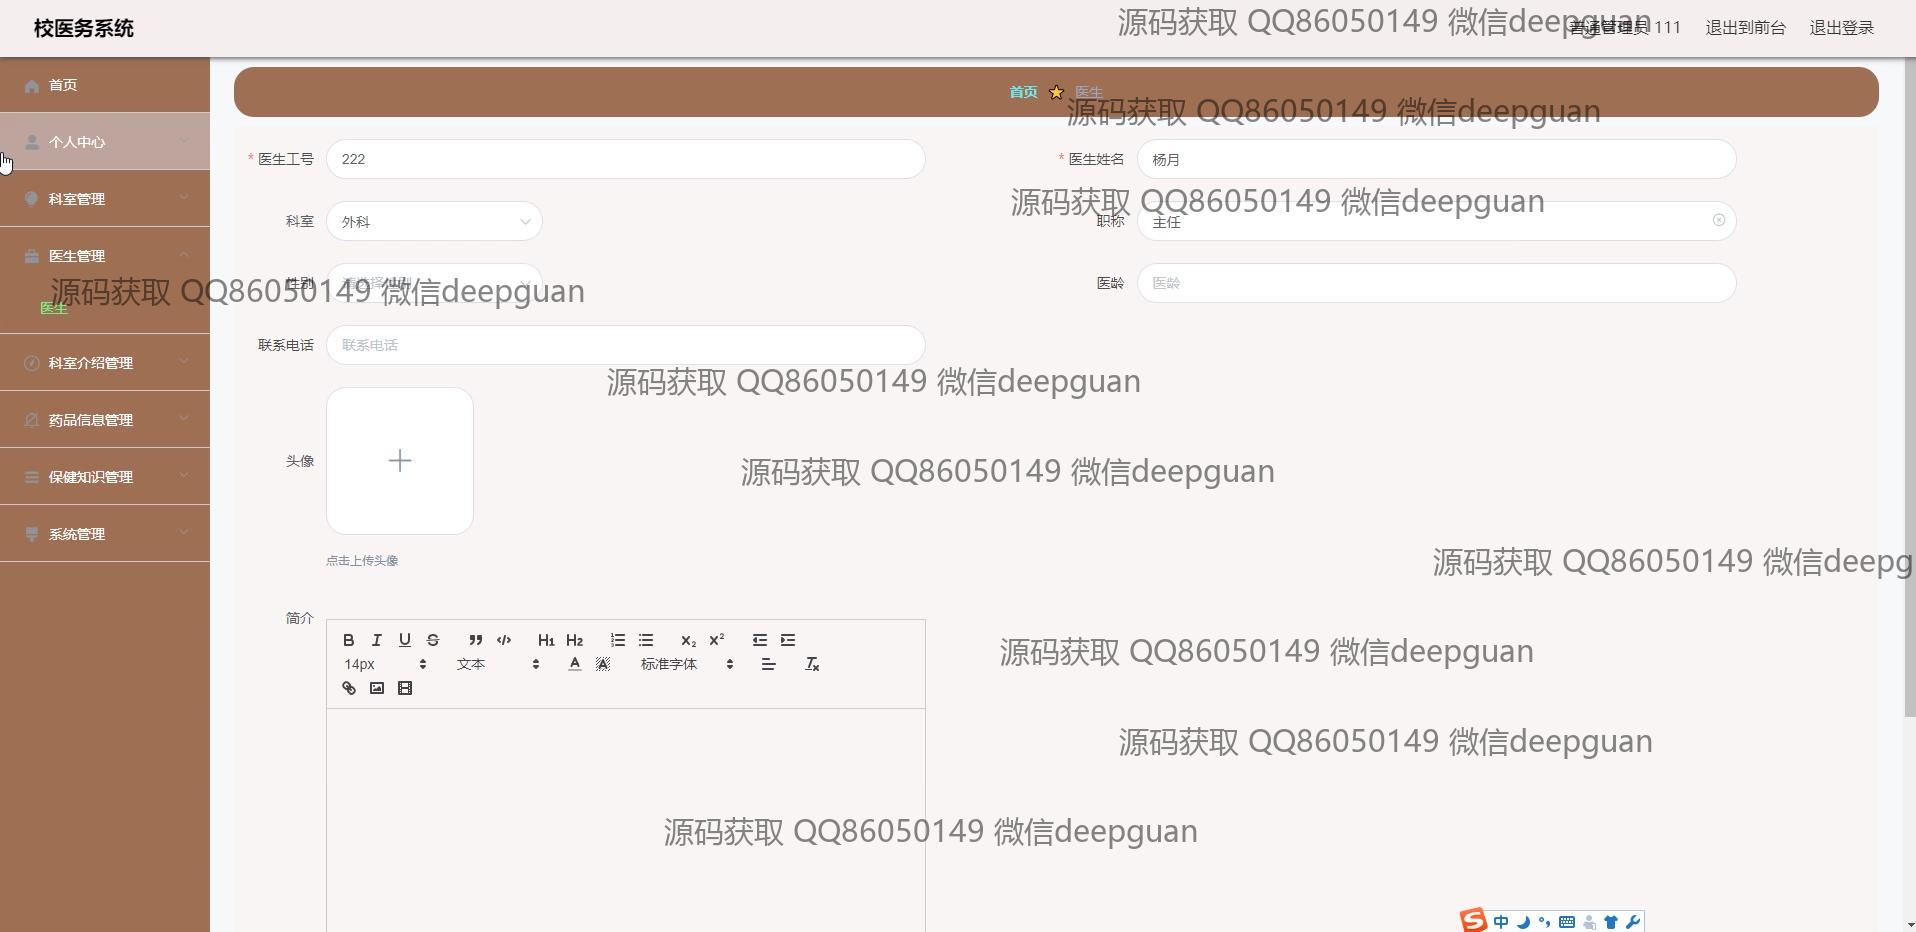 校医务系统
源码获取 QQ86050149 微信deepguan
普通管理员 111
退出到前台
退出登录
首页
首页
医生
源码获取 QQ86050149 微信deepguan
个人中心
* 医生工号
222
* 医生姓名
杨月
科室管理
科室
外科
源码获取 QQ86050149 微信deepguan
职称
主任
医生管理
性别
请选择性别
医龄
医龄
源码获取 QQ86050149 微信deepguan
医生
联系电话
联系电话
科室介绍管理
源码获取 QQ86050149 微信deepguan
药品信息管理
头像
源码获取 QQ86050149 微信deepguan
保健知识管理
系统管理
点击上传头像
源码获取 QQ86050149 微信deepg
简介
B I U S H1 H2 X2 X2
14px 文本 A A 标准字体 Tx
源码获取 QQ86050149 微信deepguan
源码获取 QQ86050149 微信deepguan
源码获取 QQ86050149 微信deepguan
S 中